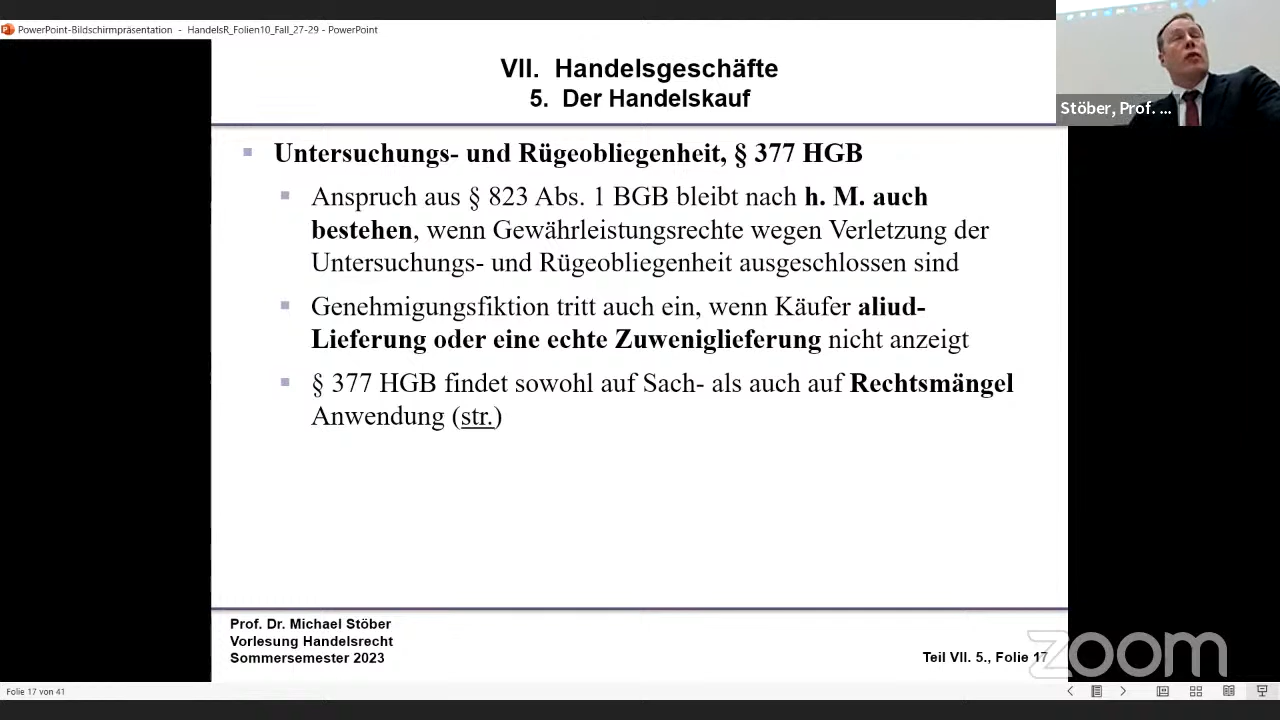 PowerPoint-Bildschirmpräsentation - HandelsR_Folien10_Fall_27-29 - PowerPoint
VII. Handelsgeschäfte
5. Der Handelskauf
Stöber, Prof. ...
Untersuchungs- und Rügeobliegenheit, § 377 HGB
Anspruch aus § 823 Abs. 1 BGB bleibt nach h. M. auch
bestehen, wenn Gewährleistungsrechte wegen Verletzung der
Untersuchungs- und Rügeobliegenheit ausgeschlossen sind
Genehmigungsfiktion tritt auch ein, wenn Käufer aliud-
Lieferung oder eine echte Zuweniglieferung nicht anzeigt
§ 377 HGB findet sowohl auf Sach- als auch auf Rechtsmängel
Anwendung (str.)
Prof. Dr. Michael Stöber
Vorlesung Handelsrecht
Sommersemester 2023
Teil VII. 5., Folie 17
zoom
Folie 17 von 41